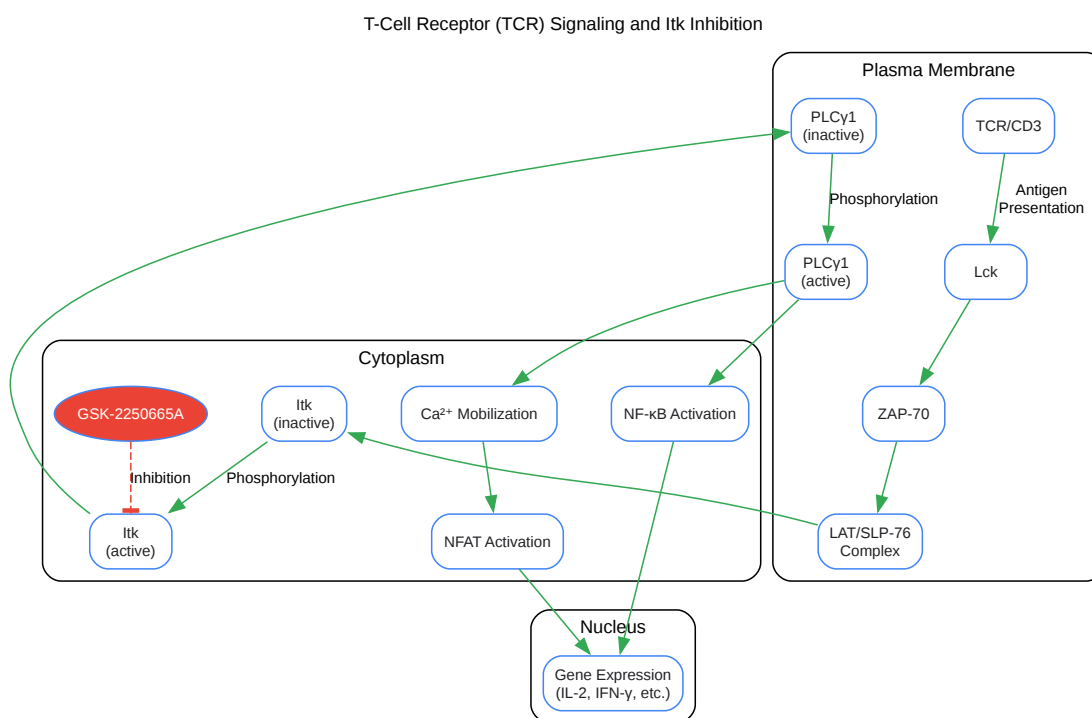 T-Cell Receptor (TCR) Signaling and Itk Inhibition
Plasma Membrane
PLCγ1
(inactive)
TCR/CD3
Phosphorylation
Antigen
Presentation
PLCγ1
(active)
Lck
Cytoplasm
GSK-2250665A
Itk
(inactive)
Ca²⁺ Mobilization
NF-κB Activation
ZAP-70
Inhibition
Phosphorylation
Itk
(active)
NFAT Activation
LAT/SLP-76
Complex
Nucleus
Gene Expression
(IL-2, IFN-γ, etc.)